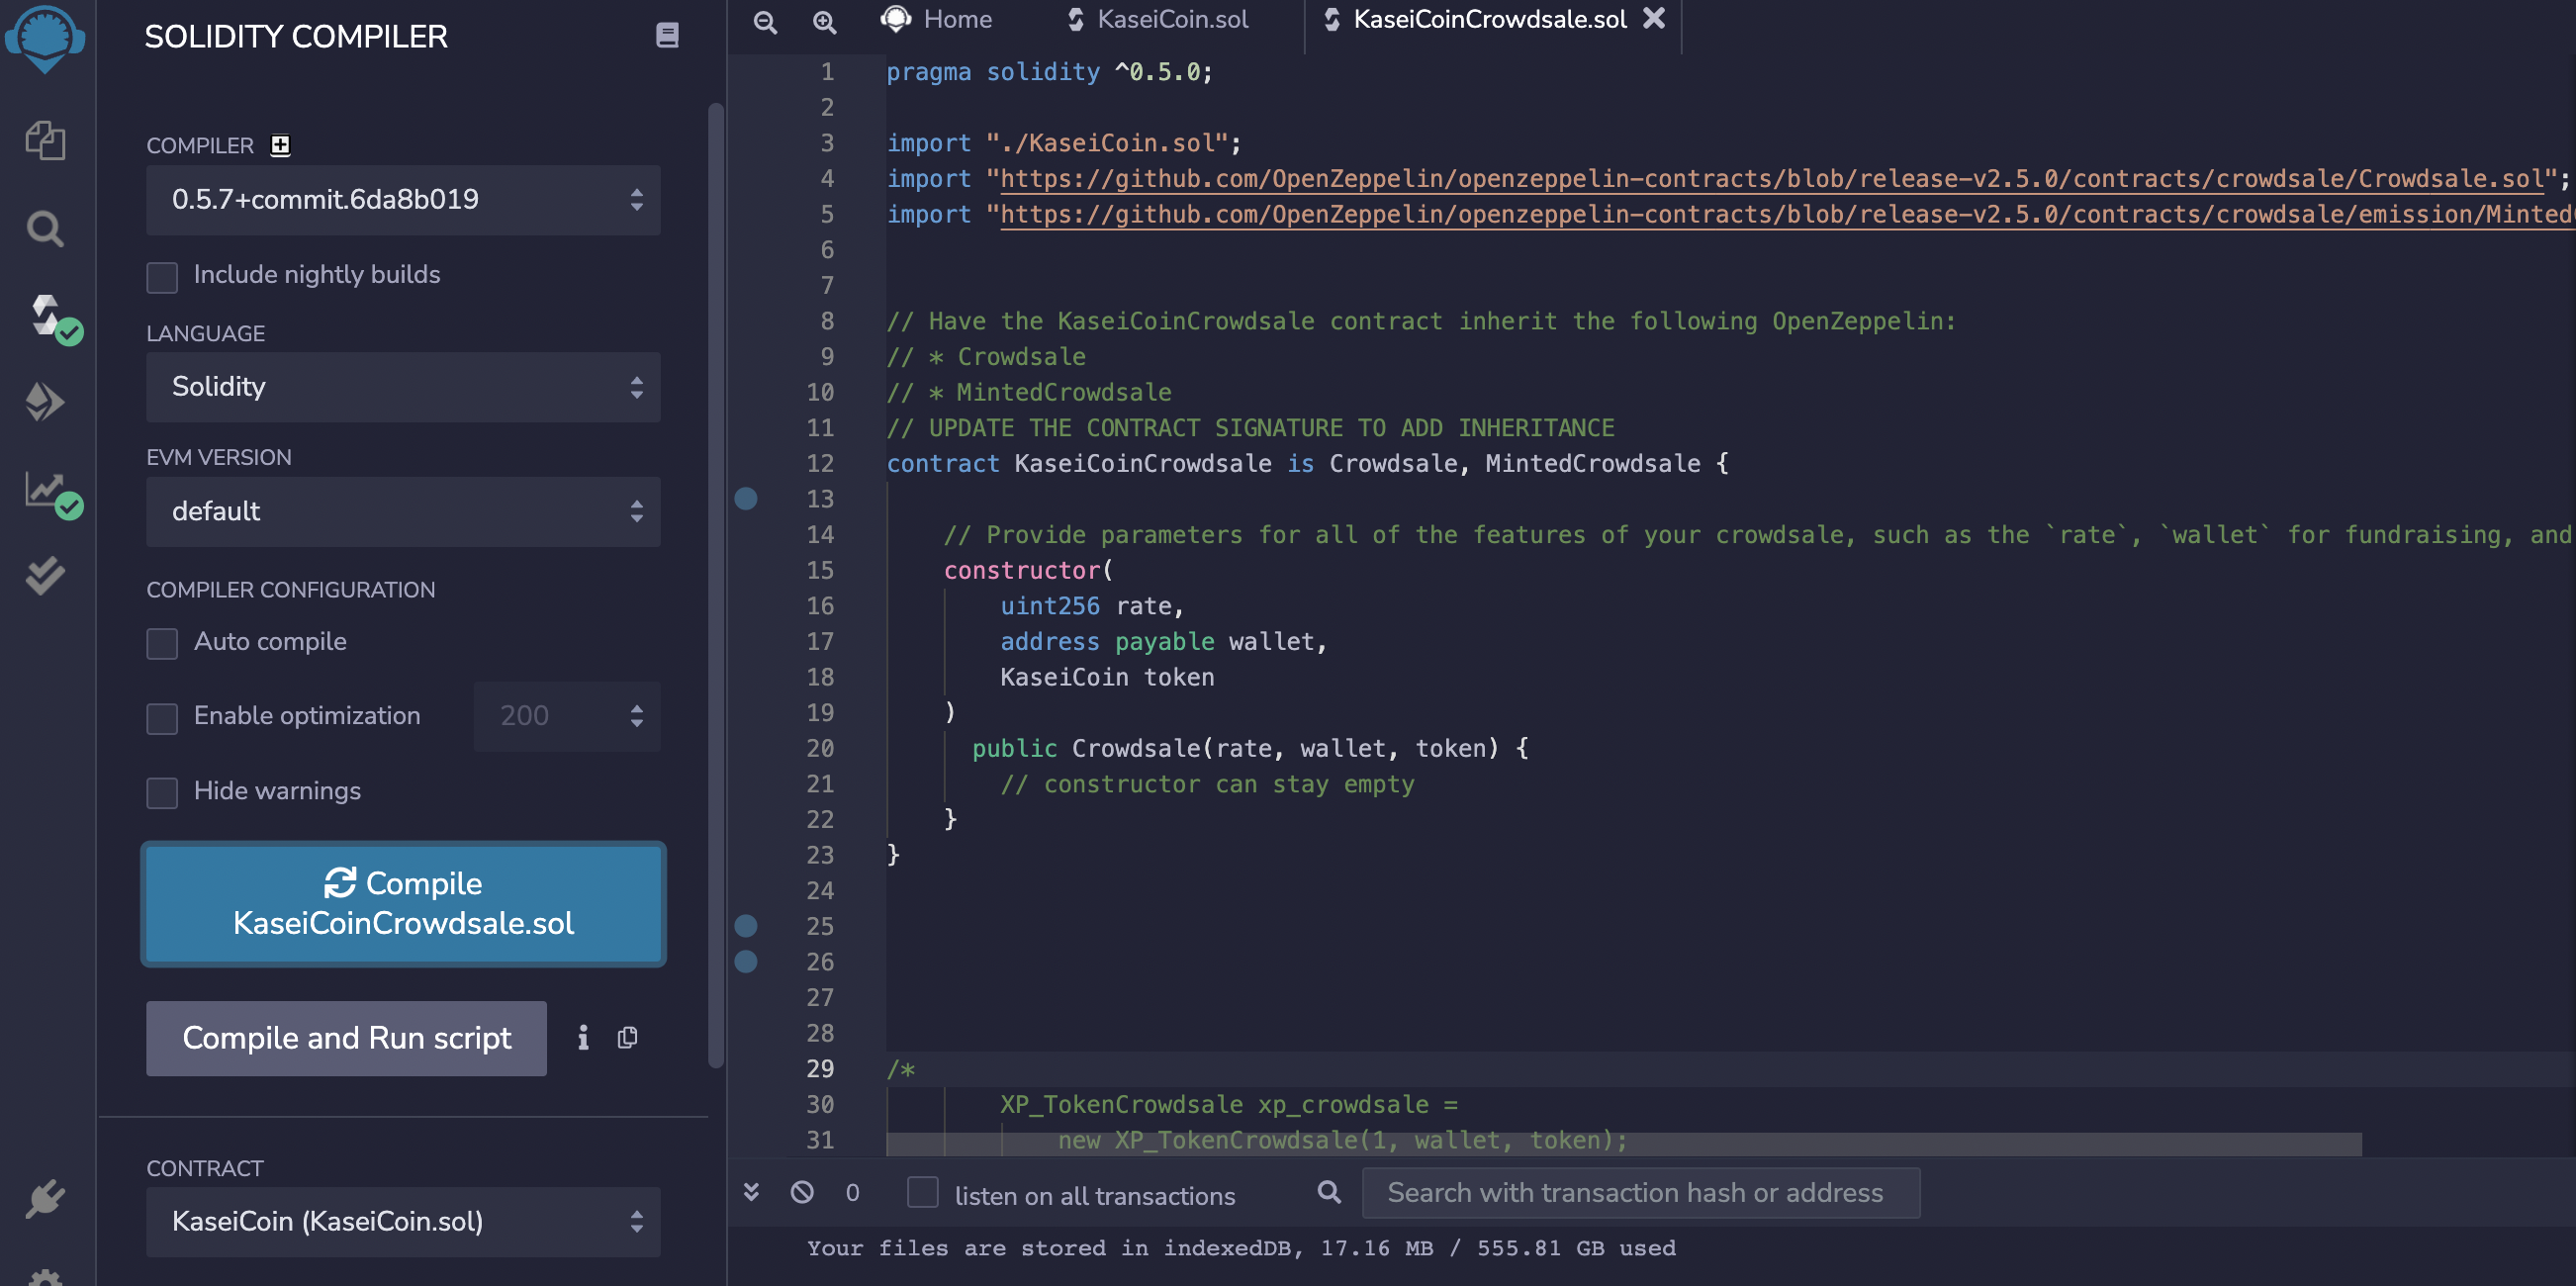 SOLIDITY COMPILER
COMPILER
0.5.7+commit.6da8b019
Include nightly builds
LANGUAGE
Solidity
EVM VERSION
default
COMPILER CONFIGURATION
Auto compile
Enable optimization
200
Hide warnings
Compile
KaseiCoinCrowdsale.sol
Compile and Run script
CONTRACT
KaseiCoin (KaseiCoin.sol)
Home
KaseiCoin.sol
KaseiCoinCrowdsale.sol
1 pragma solidity ^0.5.0;
2
3 import "./KaseiCoin.sol";
4 import "https://github.com/OpenZeppelin/openzeppelin-contracts/blob/release-v2.5.0/contracts/crowdsale/Crowdsale.sol";
5 import "https://github.com/OpenZeppelin/openzeppelin-contracts/blob/release-v2.5.0/contracts/crowdsale/emission/Minted
6
7
8 // Have the KaseiCoinCrowdsale contract inherit the following OpenZeppelin:
9 // * Crowdsale
10 // * MintedCrowdsale
11 // UPDATE THE CONTRACT SIGNATURE TO ADD INHERITANCE
12 contract KaseiCoinCrowdsale is Crowdsale, MintedCrowdsale {
13
14 // Provide parameters for all of the features of your crowdsale, such as the `rate`, `wallet` for fundraising, and
15 constructor(
16 uint256 rate,
17 address payable wallet,
18 KaseiCoin token
19 )
20 public Crowdsale(rate, wallet, token) {
21 // constructor can stay empty
22 }
23 }
24
25
26
27
28
29 /*
30 XP_TokenCrowdsale xp_crowdsale =
31 new XP_TokenCrowdsale(1, wallet, token);
0
listen on all transactions
Search with transaction hash or address
Your files are stored in indexedDB, 17.16 MB / 555.81 GB used